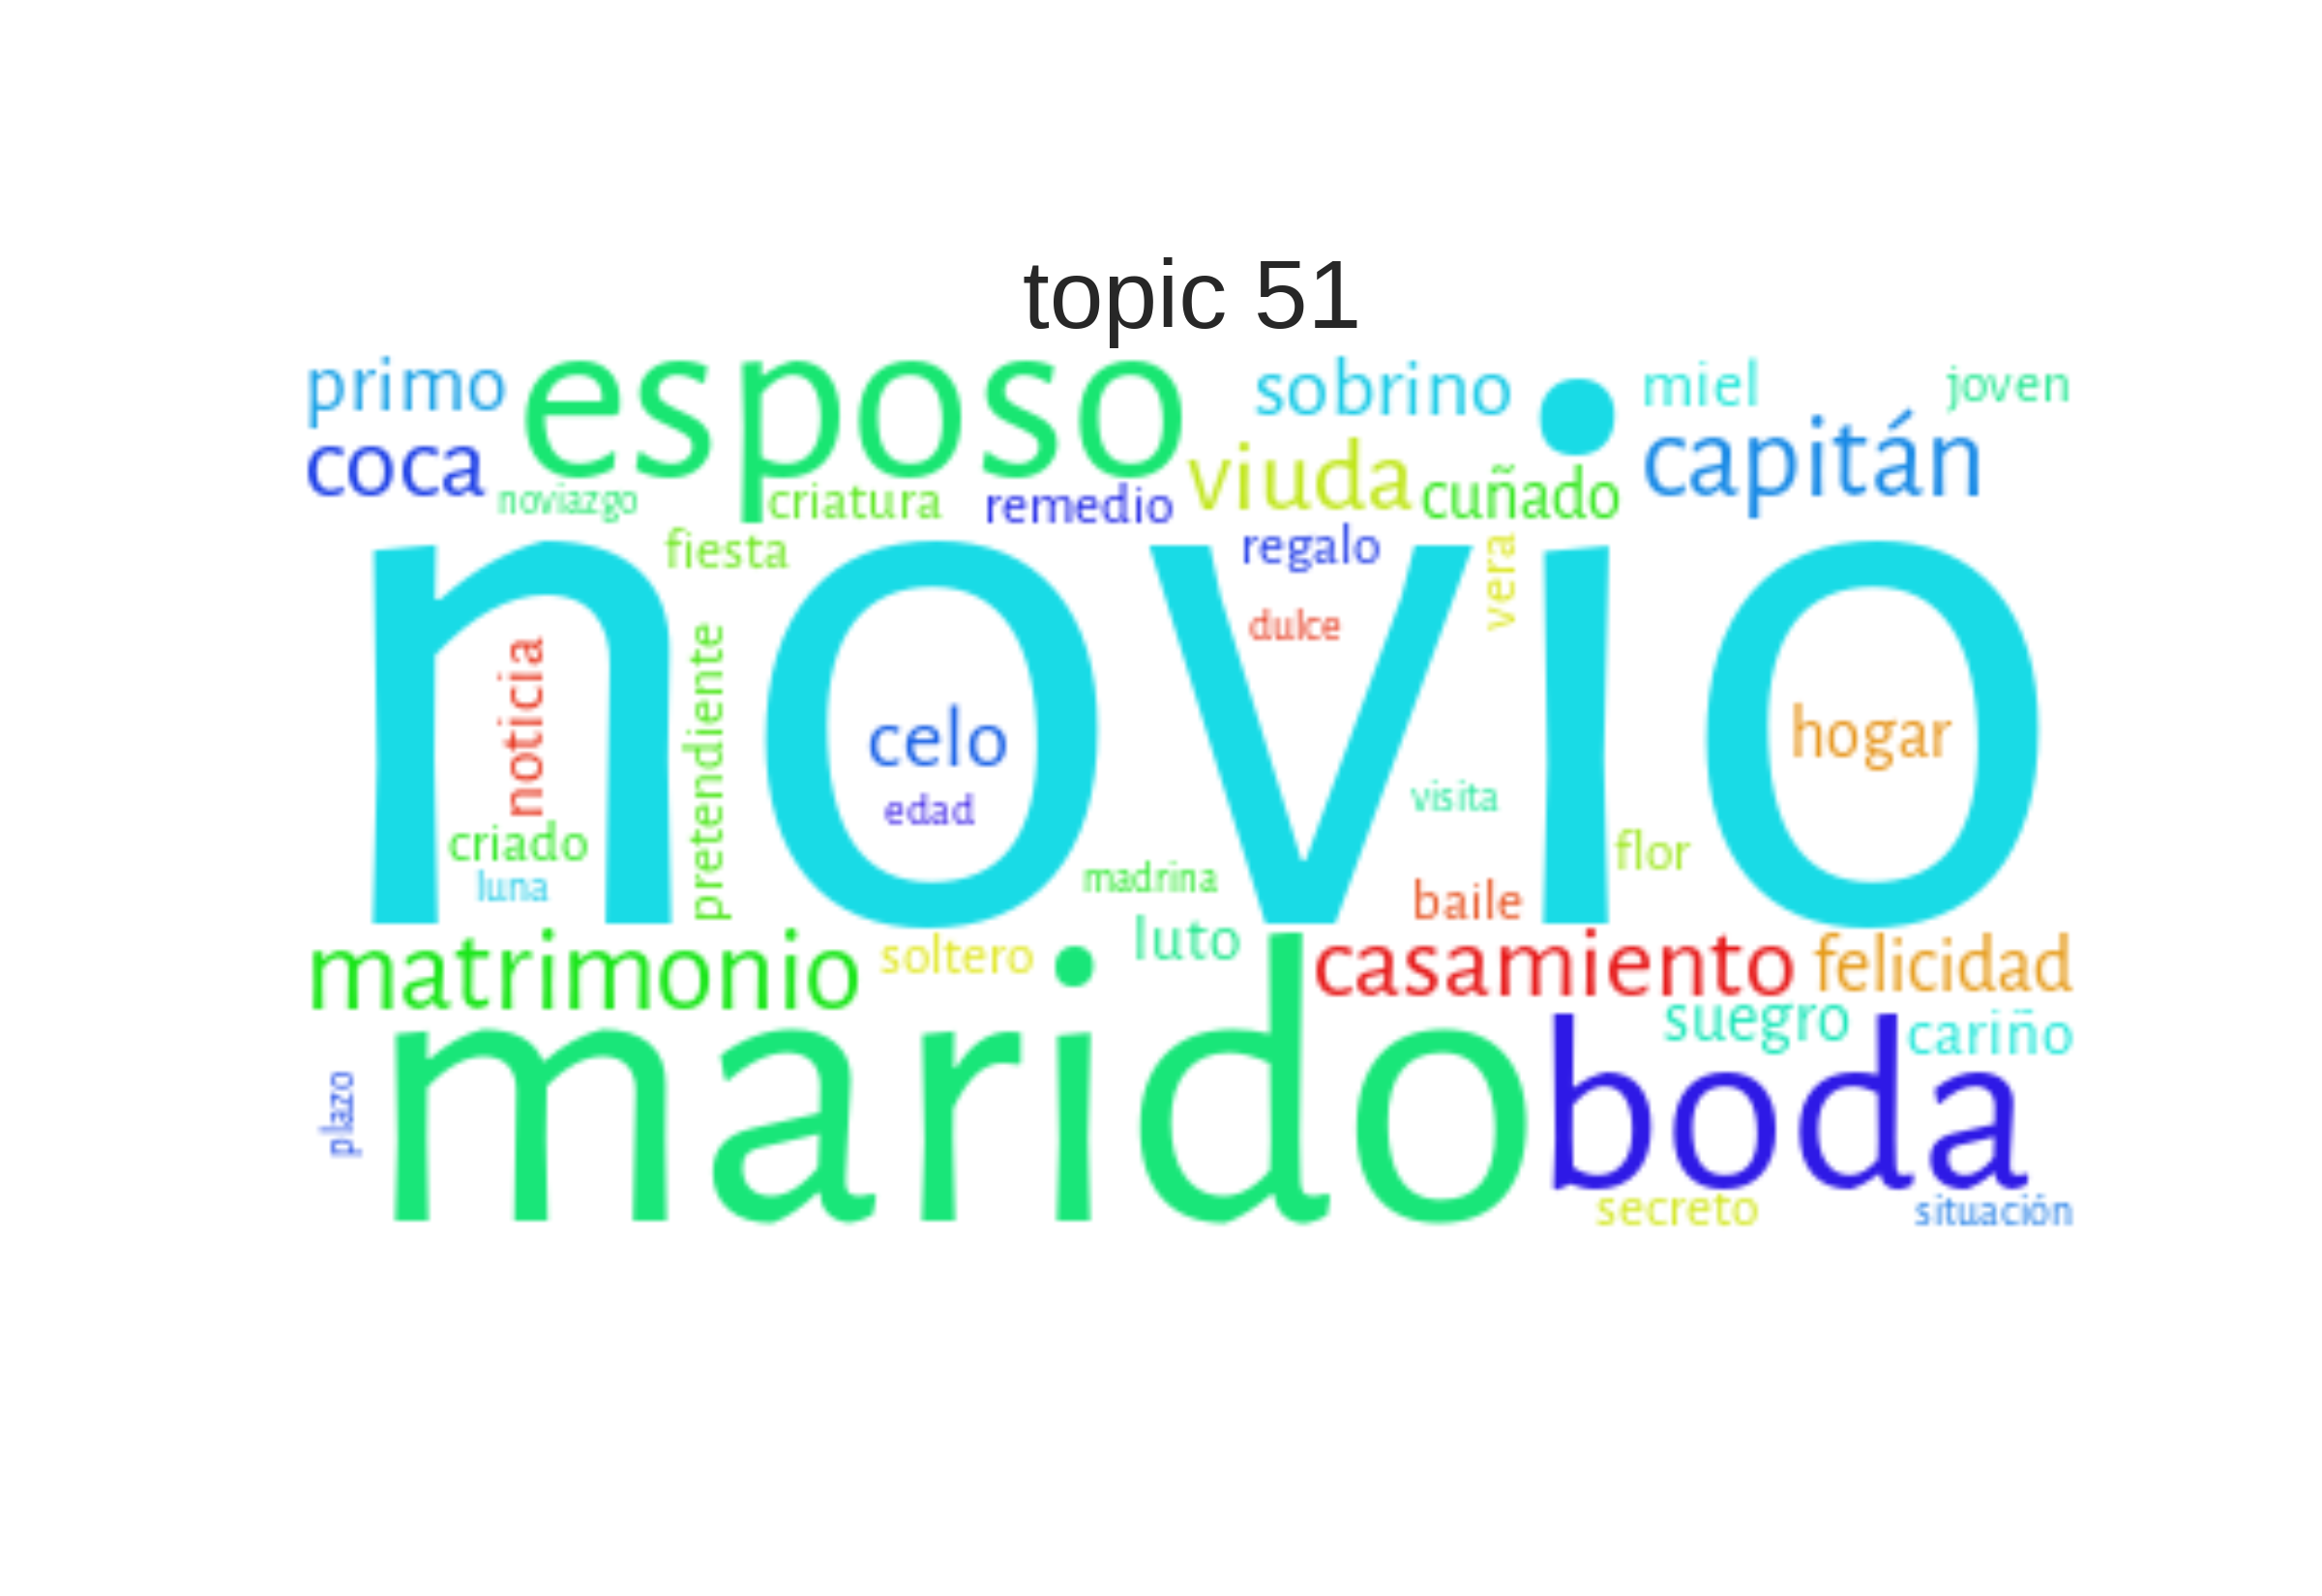 topic 51
primo esposo sobrino miel joven
coca viuda capitán
noviazgo criatura remedio cuñado
fiesta regalo vera
novio
dulce
noticia pretendiente
celo hogar
edad visita
criado flor
luna madrina baile
matrimonio soltero luto casamiento felicidad
suegro cariño
marido boda
plazo
secreto situación